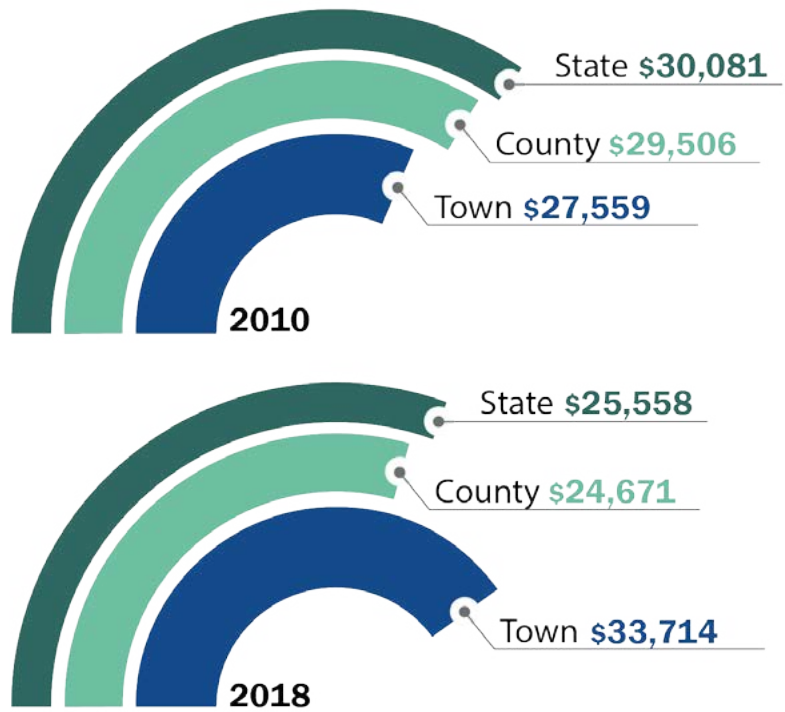 State $30,081
County $29,506
Town $27,559
2010
State $25,558
County $24,671
Town $33,714
2018